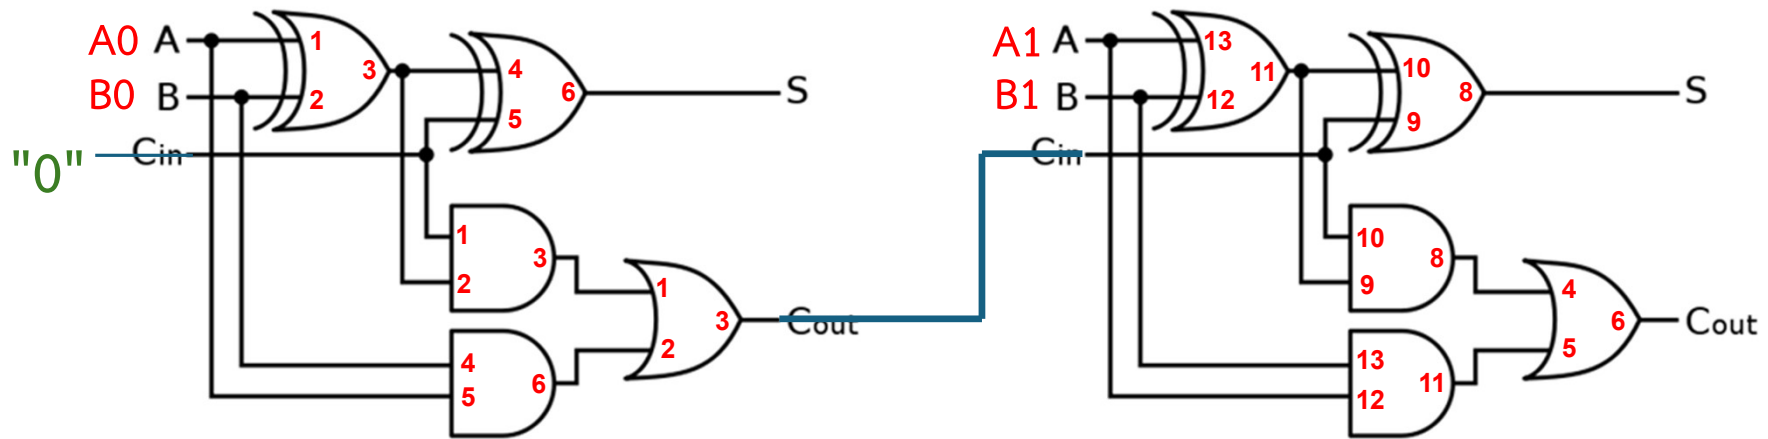 A0 A 1 3 4 6 S
B0 B 2 5
"0" Cin
1 3
2
1 3 Cout
2
4 6
5
A1 A 13 11 10 8 S
B1 B 12 9
Cin
10 8
9
4 6 Cout
5
13 11
12